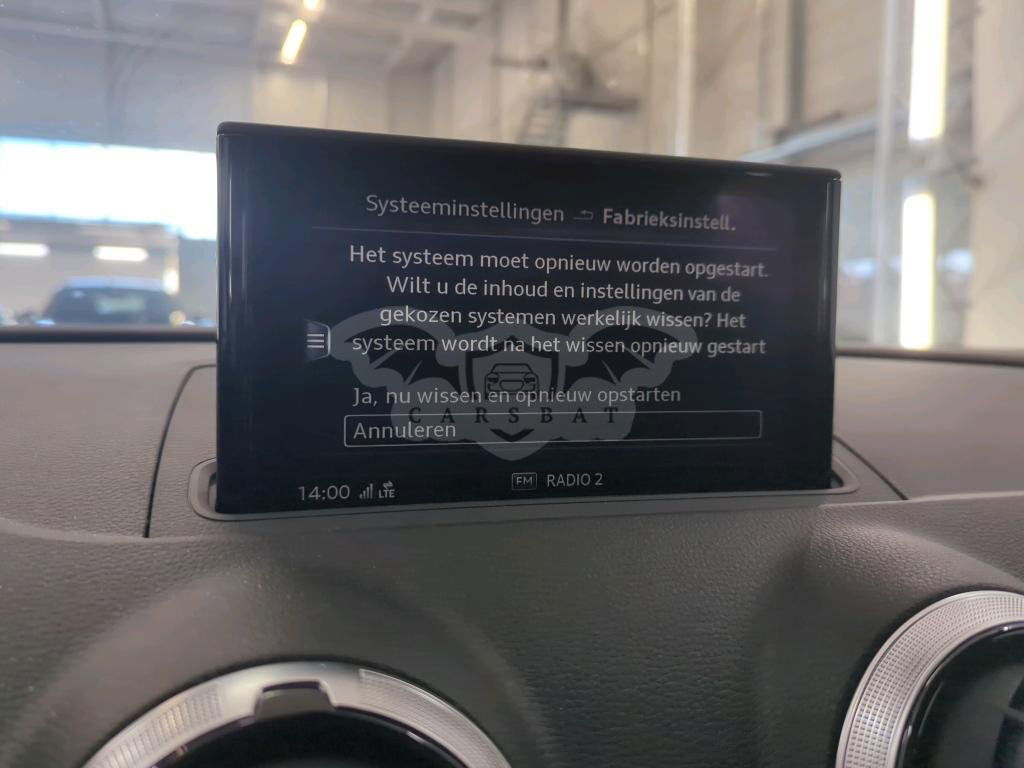 Systeeminstellingen Fabrieksinstell.
Het systeem moet opnieuw worden opgestart.
Wilt u de inhoud en instellingen van de
gekozen systemen werkelijk wissen? Het
systeem wordt na het wissen opnieuw gestart
Ja, nu wissen en opnieuw opstarten
CARSBAT
Annuleren
14:00 LTE FM RADIO 2